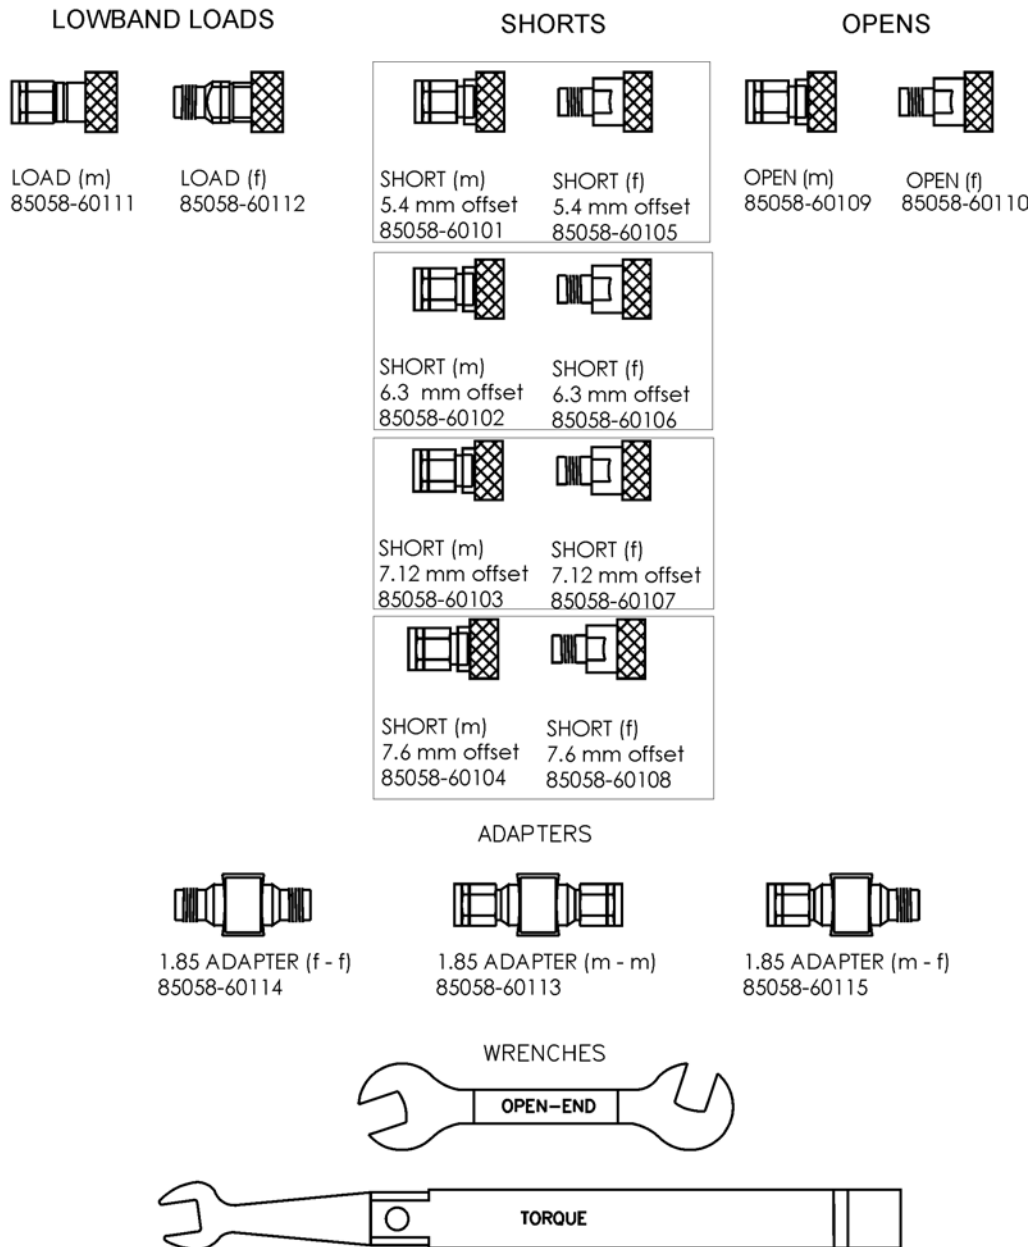 LOWBAND LOADS
SHORTS
OPENS
LOAD (m)
85058-60111
LOAD (f)
85058-60112
SHORT (m)
5.4 mm offset
85058-60101
SHORT (f)
5.4 mm offset
85058-60105
OPEN (m)
85058-60109
OPEN (f)
85058-60110
SHORT (m)
6.3 mm offset
85058-60102
SHORT (f)
6.3 mm offset
85058-60106
SHORT (m)
7.12 mm offset
85058-60103
SHORT (f)
7.12 mm offset
85058-60107
SHORT (m)
7.6 mm offset
85058-60104
SHORT (f)
7.6 mm offset
85058-60108
ADAPTERS
1.85 ADAPTER (f - f)
85058-60114
1.85 ADAPTER (m - m)
85058-60113
1.85 ADAPTER (m - f)
85058-60115
WRENCHES
OPEN-END
TORQUE